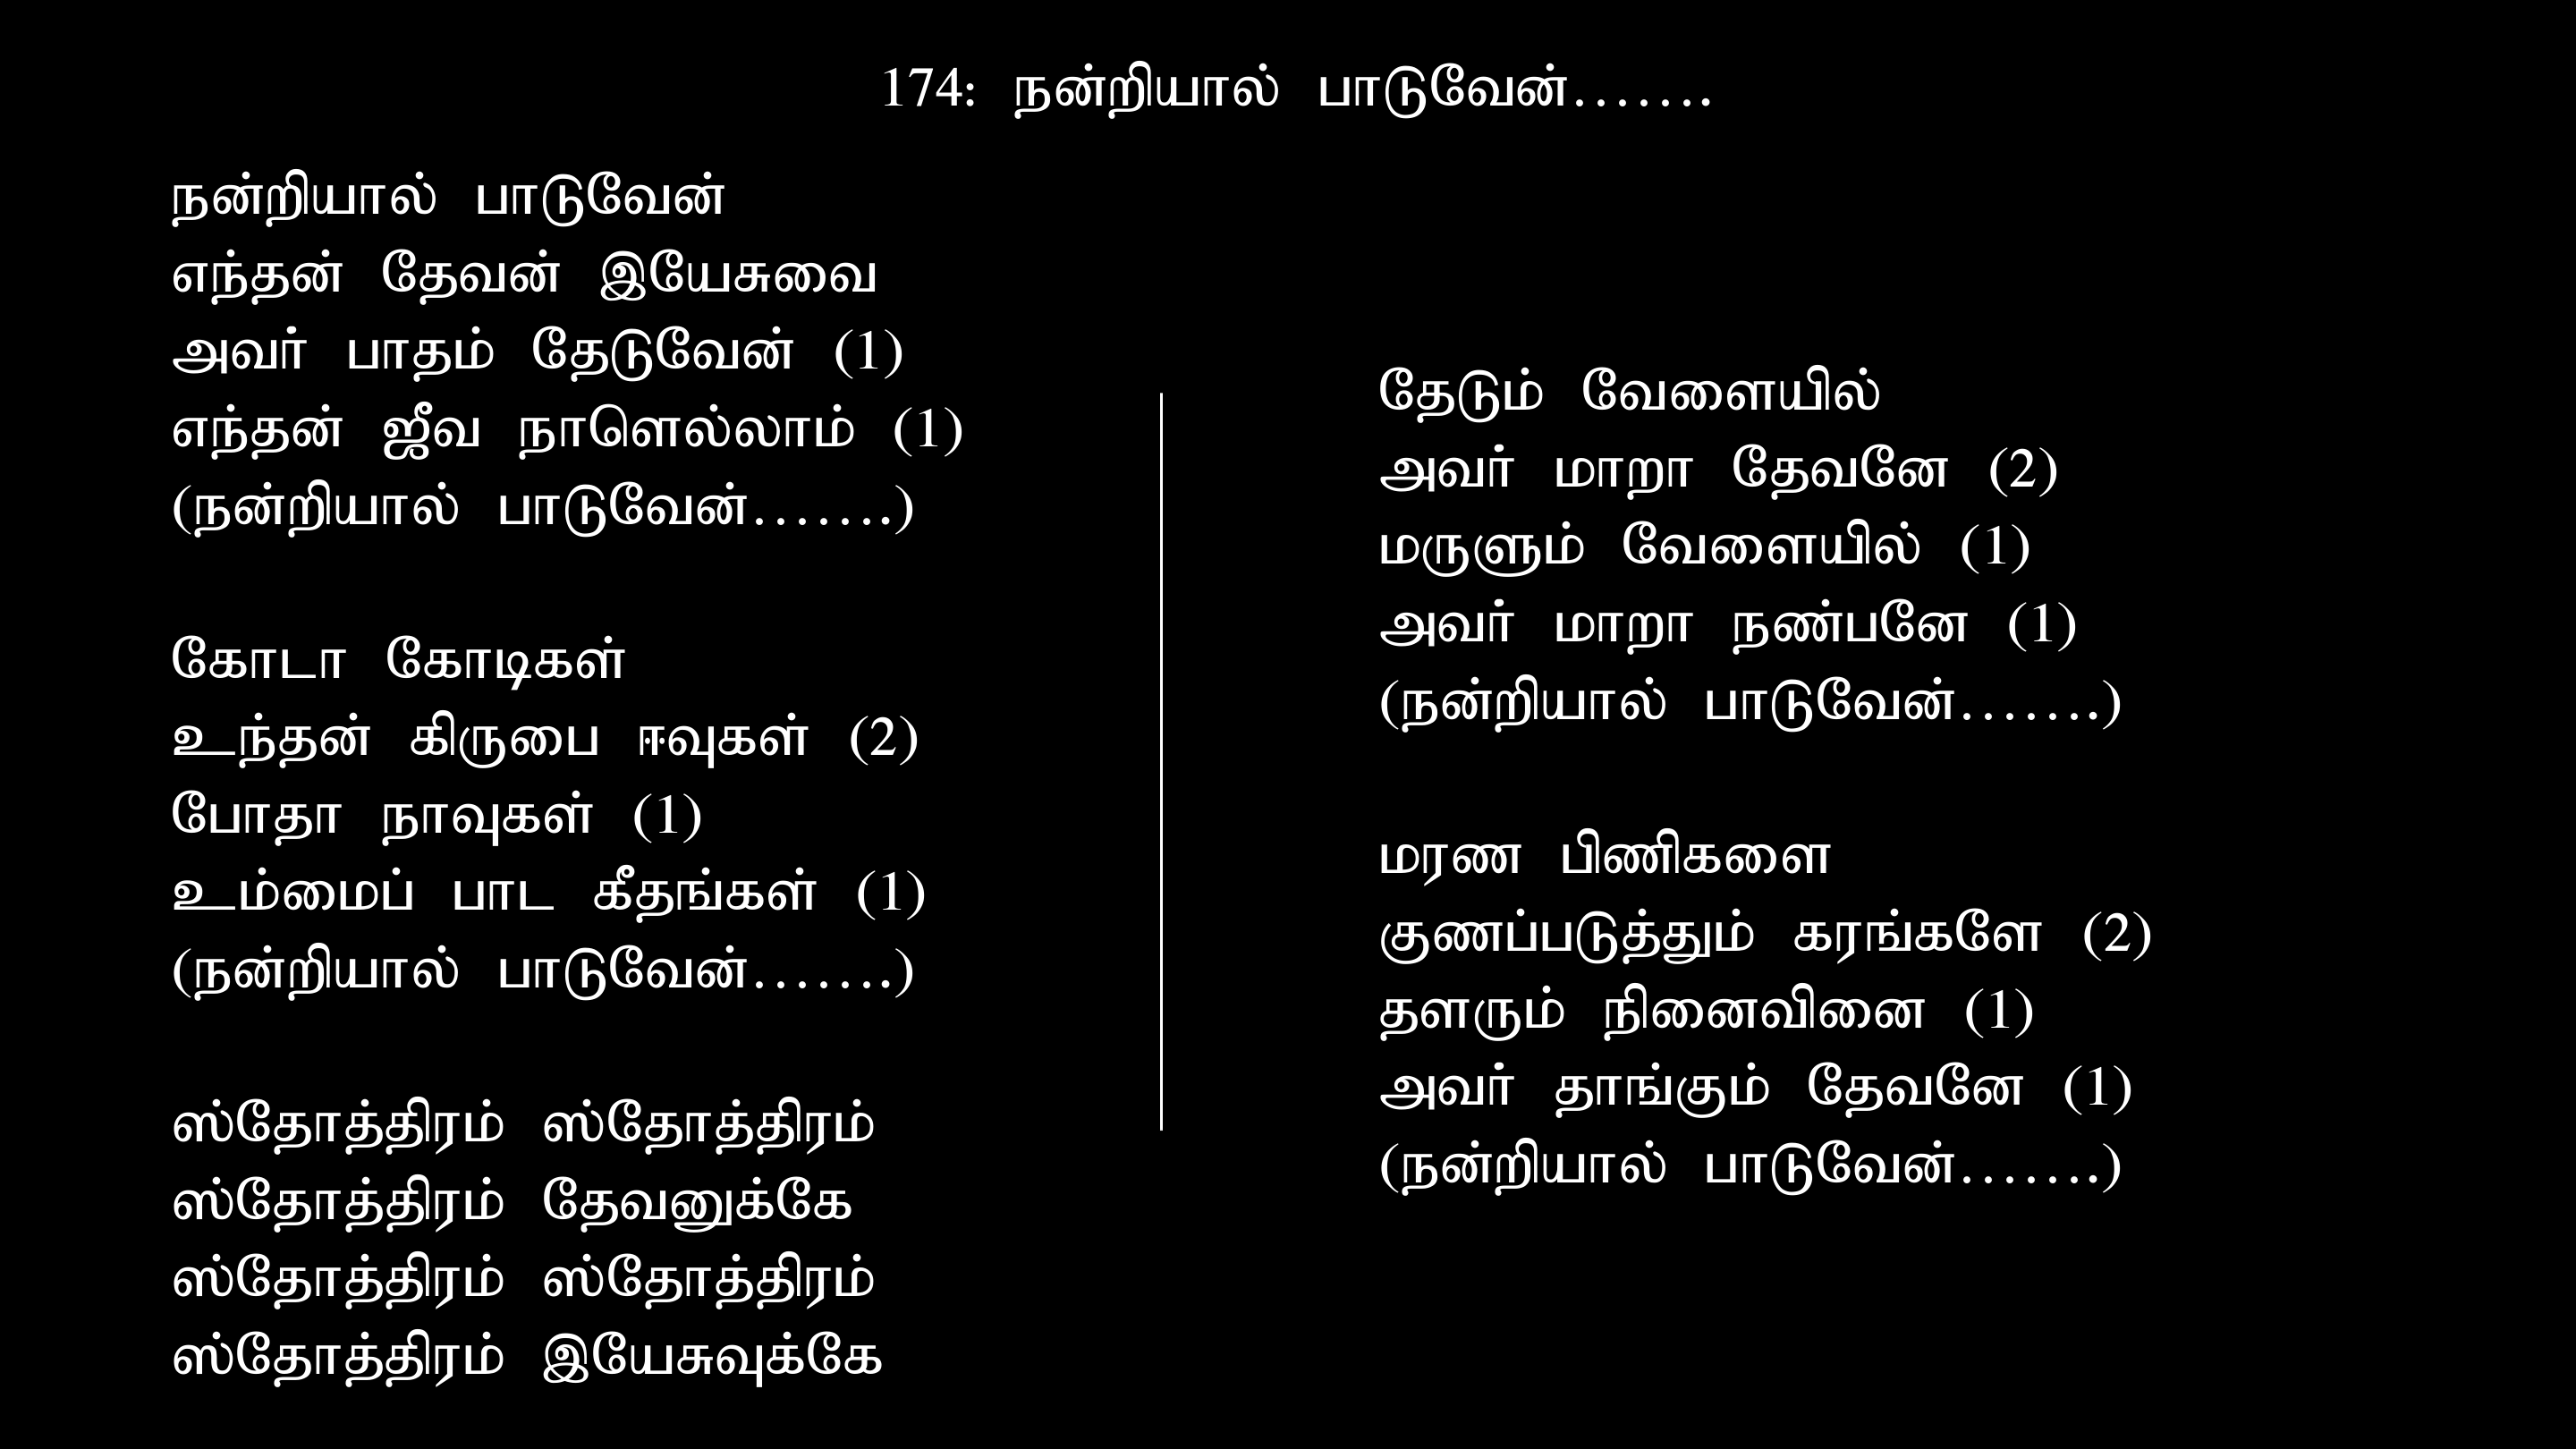 174: நன்றியால் பாடுவேன்.......
நன்றியால் பாடுவேன்
எந்தன் தேவன் இயேசுவை
அவர் பாதம் தேடுவேன் (1)
எந்தன் ஜீவ நாளெல்லாம் (1)
(நன்றியால் பாடுவேன்.......)
கோடா கோடிகள்
உந்தன் கிருபை ஈவுகள் (2)
போதா நாவுகள் (1)
உம்மைப் பாட கீதங்கள் (1)
(நன்றியால் பாடுவேன்.......)
ஸ்தோத்திரம் ஸ்தோத்திரம்
ஸ்தோத்திரம் தேவனுக்கே
ஸ்தோத்திரம் ஸ்தோத்திரம்
ஸ்தோத்திரம் இயேசுவுக்கே
தேடும் வேளையில்
அவர் மாறா தேவனே (2)
மருளும் வேளையில் (1)
அவர் மாறா நண்பனே (1)
(நன்றியால் பாடுவேன்.......)
மரண பிணிகளை
குணப்படுத்தும் கரங்களே (2)
தளரும் நினைவினை (1)
அவர் தாங்கும் தேவனே (1)
(நன்றியால் பாடுவேன்.......)